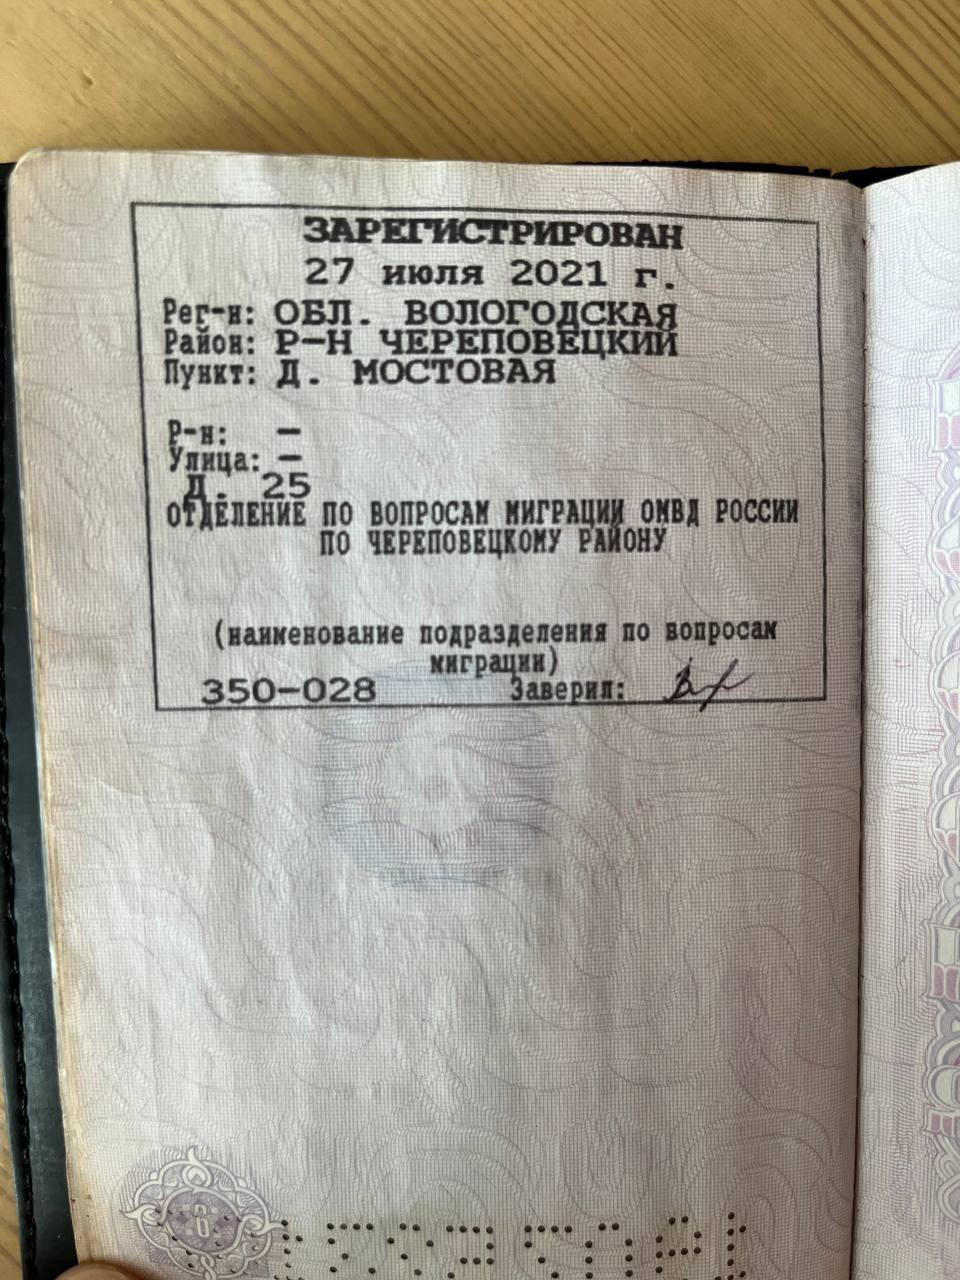 ЗАРЕГИСТРИРОВАН
27 июля 2021 г.
Рег-н: ОБЛ. ВОЛОГОДСКАЯ
Район: Р-Н ЧЕРЕПОВЕЦКИЙ
Пункт: Д. МОСТОВАЯ
Р-н: –
Улица: –
Д. 25
ОТДЕЛЕНИЕ ПО ВОПРОСАМ МИГРАЦИИ ОМВД РОССИИ
ПО ЧЕРЕПОВЕЦКОМУ РАЙОНУ
(наименование подразделения по вопросам
миграции)
350-028 Заверил: